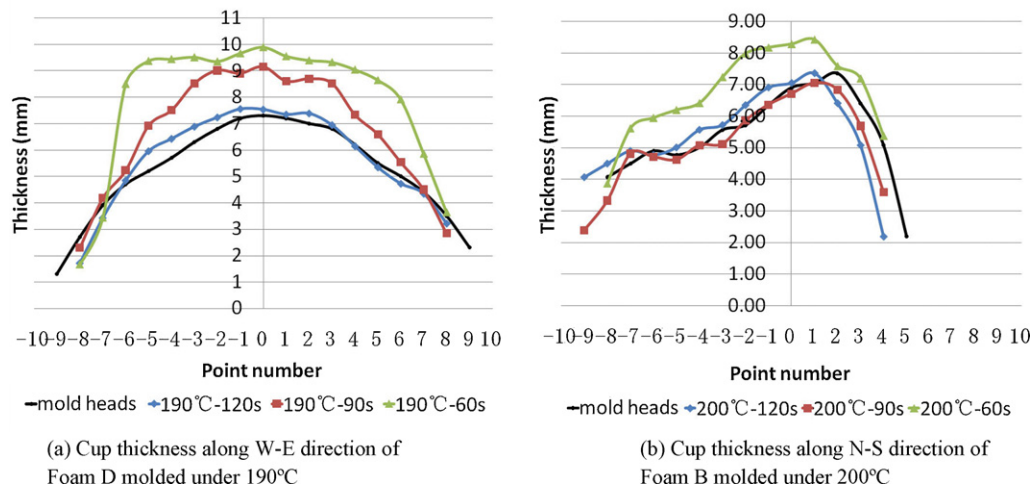 11
10
9
8
7
6
5
4
3
2
1
0
Thickness (mm)
-10-9 -8 -7 -6 -5 -4 -3 -2 -1 0 1 2 3 4 5 6 7 8 9 10
Point number
mold heads 190℃-120s 190℃-90s 190℃-60s
(a) Cup thickness along W-E direction of
Foam D molded under 190ºC
9.00
8.00
7.00
6.00
5.00
4.00
3.00
2.00
1.00
0.00
Thickness (mm)
-10-9 -8 -7 -6 -5 -4 -3 -2 -1 0 1 2 3 4 5 6 7 8 9 10
Point number
mold heads 200℃-120s 200℃-90s 200℃-60s
(b) Cup thickness along N-S direction of
Foam B molded under 200ºC